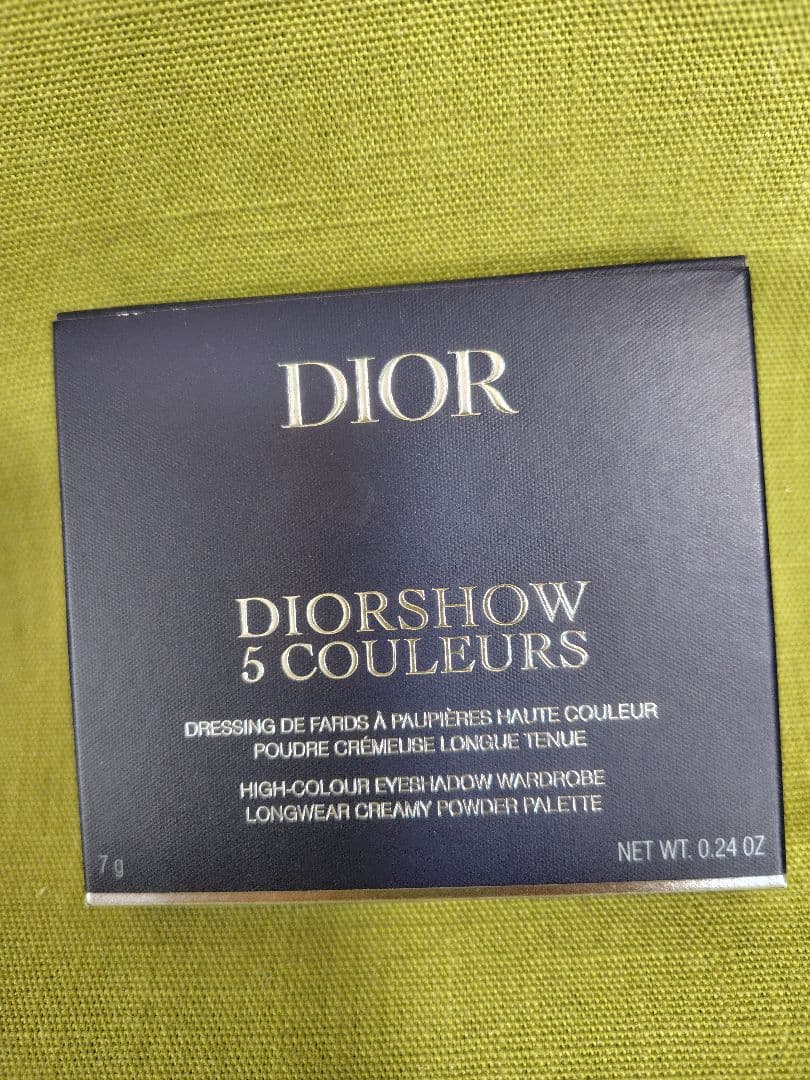 DIOR
DIORSHOW
5 COULEURS
DRESSING DE FARDS À PAUPIÈRES HAUTE COULEUR
POUDRE CRÉMEUSE LONGUE TENUE
HIGH-COLOUR EYESHADOW WARDROBE
LONGWEAR CREAMY POWDER PALETTE
7 g
NET WT. 0.24 OZ